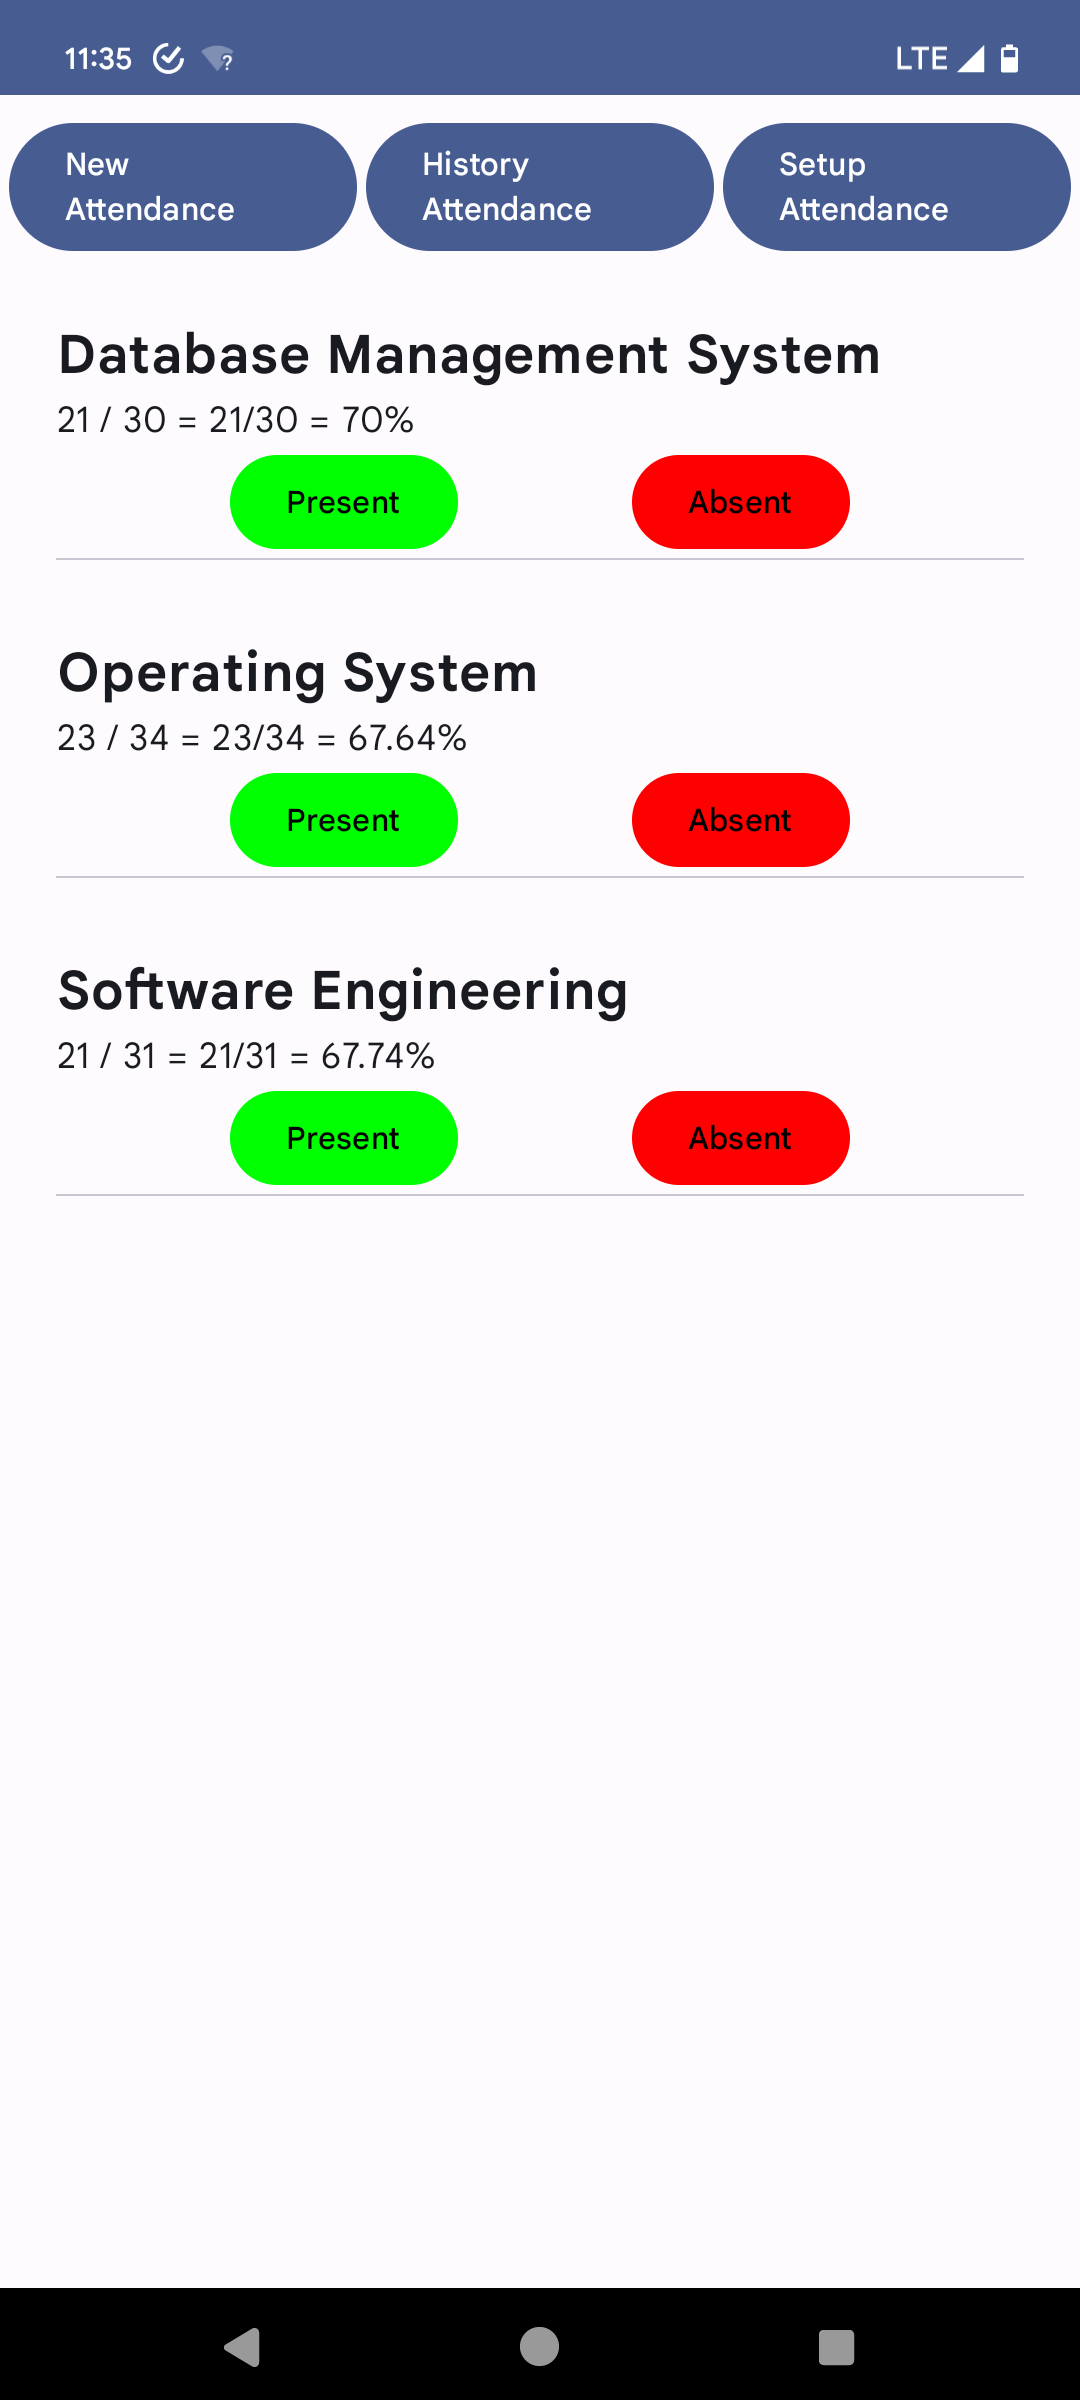 11:35
LTE
New
Attendance
History
Attendance
Setup
Attendance
Database Management System
21 / 30 = 21/30 = 70%
Present
Absent
Operating System
23 / 34 = 23/34 = 67.64%
Present
Absent
Software Engineering
21 / 31 = 21/31 = 67.74%
Present
Absent